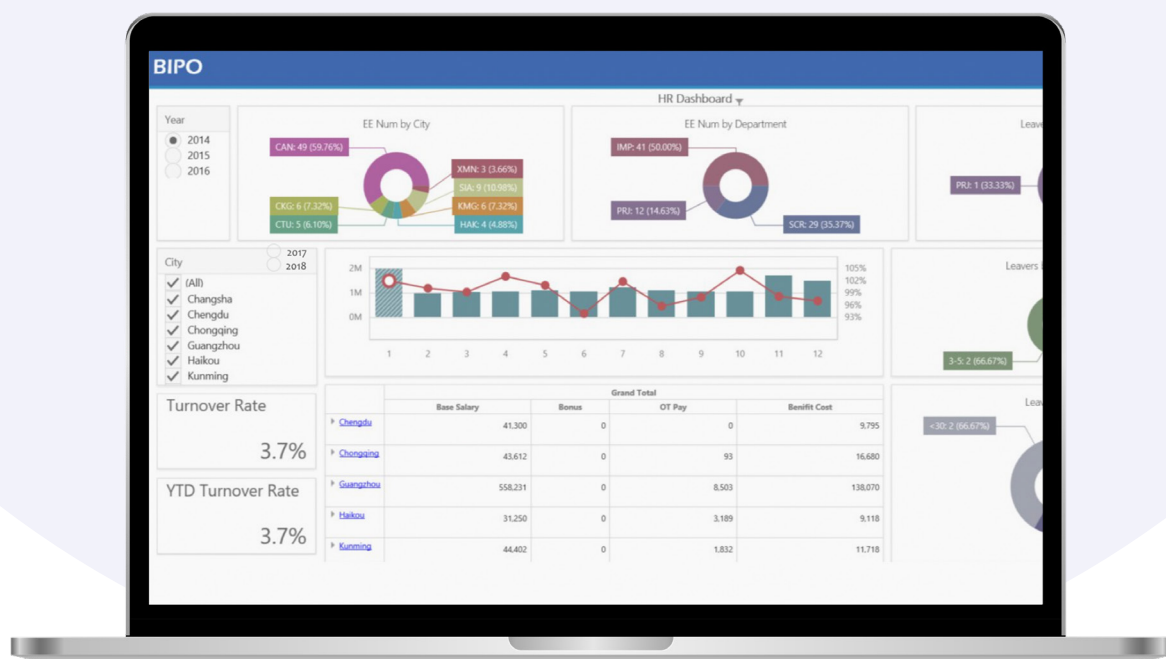 BIPO
HR Dashboard
Year
2014
2015
2016
2017
2018
EE Num by City
CAN: 49 (59.76%)
XMN: 3 (3.66%)
SJA: 9 (10.98%)
CKG: 6 (7.32%)
KMG: 6 (7.32%)
CTU: 5 (6.10%)
HAK: 4 (4.88%)
EE Num by Department
IMP: 41 (50.00%)
PRJ: 12 (14.63%)
SCR: 29 (35.37%)
Leave
PRJ: 1 (33.33%)
City
(All)
Changsha
Chengdu
Chongqing
Guangzhou
Haikou
Kunming
2M
1M
0M
105%
102%
99%
96%
93%
1 2 3 4 5 6 7 8 9 10 11 12
Leavers
3-5: 2 (66.67%)
Turnover Rate
3.7%
YTD Turnover Rate
3.7%
Grand Total
Base Salary Bonus OT Pay Benifit Cost
Chengdu 41,300 0 0 9,795
Chongqing 43,612 0 93 16,680
Guangzhou 558,231 0 8,503 138,070
Haikou 31,250 0 3,189 9,118
Kunming 44,402 0 1,832 11,718
Leav
<30: 2 (66.67%)